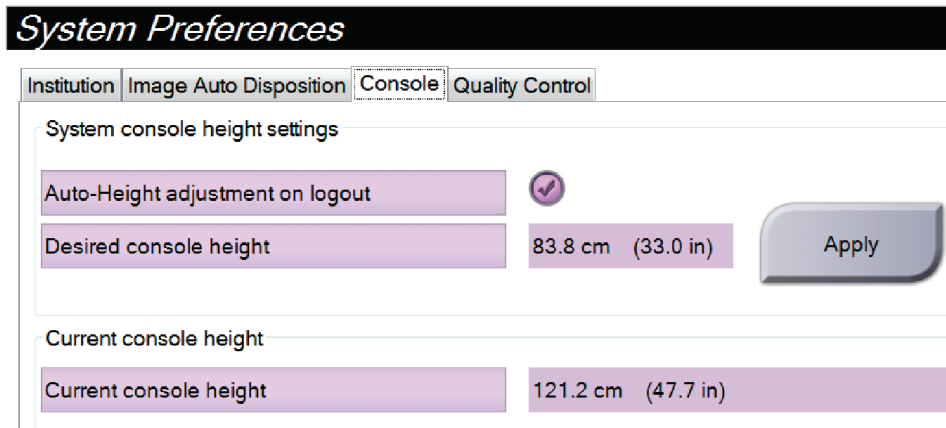 System Preferences
Institution Image Auto Disposition Console Quality Control
System console height settings
Auto-Height adjustment on logout
Desired console height 83.8 cm (33.0 in) Apply
Current console height
Current console height 121.2 cm (47.7 in)